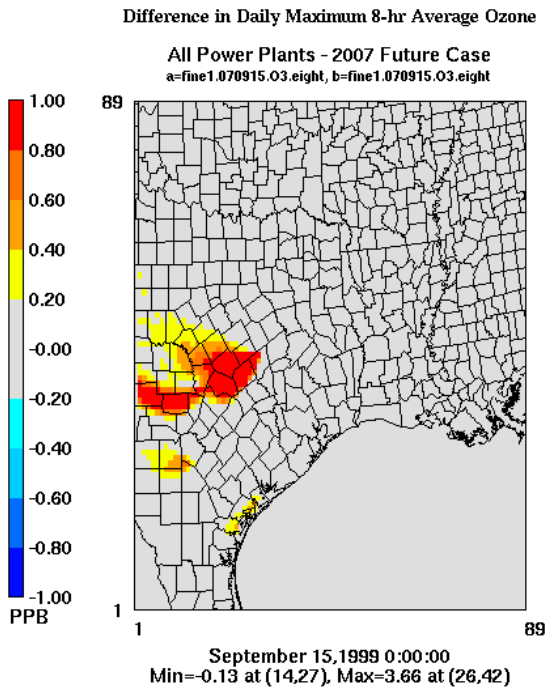 Difference in Daily Maximum 8-hr Average Ozone
All Power Plants - 2007 Future Case
a=fine1.070915.O3.eight, b=fine1.070915.O3.eight
1.00
0.80
0.60
0.40
0.20
-0.00
-0.20
-0.40
-0.60
-0.80
-1.00
PPB
89
1
1
89
September 15,1999 0:00:00
Min=-0.13 at (14,27), Max=3.66 at (26,42)